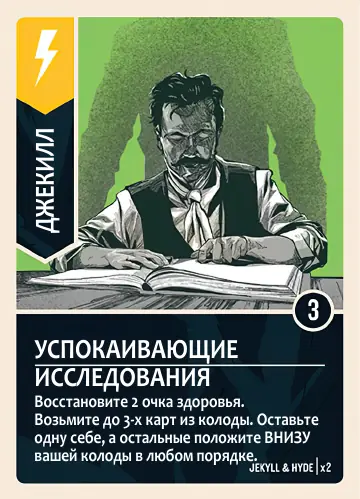 ДЖЕКИЛЛ
3
УСПОКАИВАЮЩИЕ
ИССЛЕДОВАНИЯ
Восстановите 2 очка здоровья.
Возьмите до 3-х карт из колоды. Оставьте
одну себе, а остальные положите ВНИЗУ
вашей колоды в любом порядке.
JEKYLL & HYDE | x2